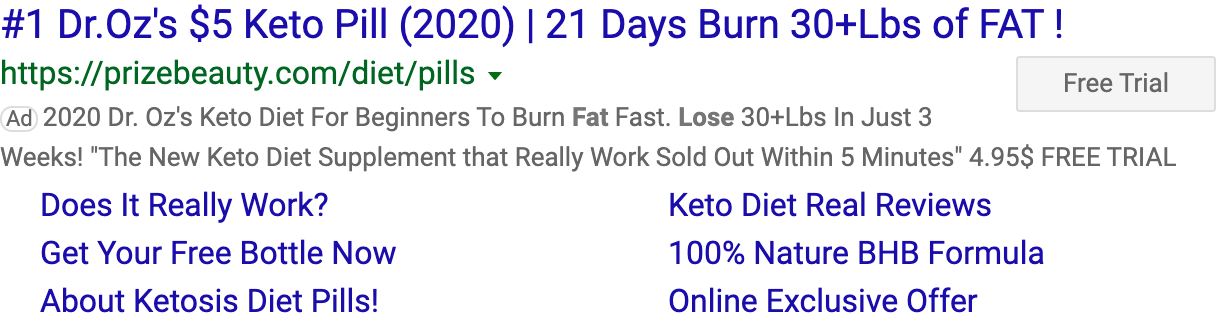 #1 Dr.Oz's $5 Keto Pill (2020) | 21 Days Burn 30+Lbs of FAT !
https://prizebeauty.com/diet/pills
Free Trial
Ad 2020 Dr. Oz's Keto Diet For Beginners To Burn Fat Fast. Lose 30+Lbs In Just 3
Weeks! "The New Keto Diet Supplement that Really Work Sold Out Within 5 Minutes" 4.95$ FREE TRIAL
Does It Really Work?
Keto Diet Real Reviews
Get Your Free Bottle Now
100% Nature BHB Formula
About Ketosis Diet Pills!
Online Exclusive Offer